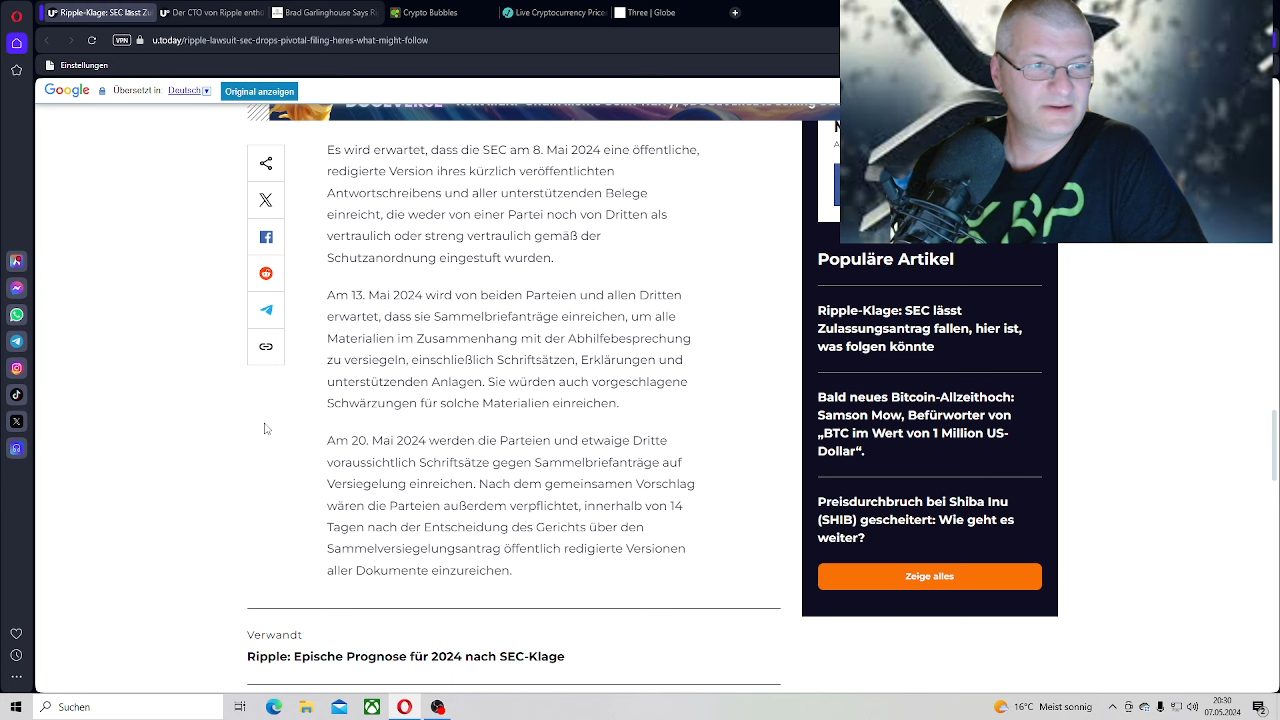 Ripple-Klage: SEC lässt Zu
Der CTO von Ripple enth
Brad Garlinghouse Says Ri
Crypto Bubbles
Live Cryptocurrency Price
Three | Globe
VPN
u.today/ripple-lawsuit-sec-drops-pivotal-filing-heres-what-might-follow
Einstellungen
Google
Übersetzt in: Deutsch
Original anzeigen
Es wird erwartet, dass die SEC am 8. Mai 2024 eine öffentliche,
redigierte Version ihres kürzlich veröffentlichten
Antwortschreibens und aller unterstützenden Belege
einreicht, die weder von einer Partei noch von Dritten als
vertraulich oder streng vertraulich gemäß der
Schutzanordnung eingestuft wurden.
Am 13. Mai 2024 wird von beiden Parteien und allen Dritten
erwartet, dass sie Sammelbriefanträge einreichen, um alle
Materialien im Zusammenhang mit der Abhilfebesprechung
zu versiegeln, einschließlich Schriftsätzen, Erklärungen und
unterstützenden Anlagen. Sie würden auch vorgeschlagene
Schwärzungen für solche Materialien einreichen.
Am 20. Mai 2024 werden die Parteien und etwaige Dritte
voraussichtlich Schriftsätze gegen Sammelbriefanträge auf
Versiegelung einreichen. Nach dem gemeinsamen Vorschlag
wären die Parteien außerdem verpflichtet, innerhalb von 14
Tagen nach der Entscheidung des Gerichts über den
Sammelversiegelungsantrag öffentlich redigierte Versionen
aller Dokumente einzureichen.
Verwandt
Ripple: Epische Prognose für 2024 nach SEC-Klage
XRP
Populäre Artikel
Ripple-Klage: SEC lässt
Zulassungsantrag fallen, hier ist,
was folgen könnte
Bald neues Bitcoin-Allzeithoch:
Samson Mow, Befürworter von
„BTC im Wert von 1 Million US-
Dollar“.
Preisdurchbruch bei Shiba Inu
(SHIB) gescheitert: Wie geht es
weiter?
Zeige alles
Suchen
16°C Meist sonnig
20:30
07.05.2024
2